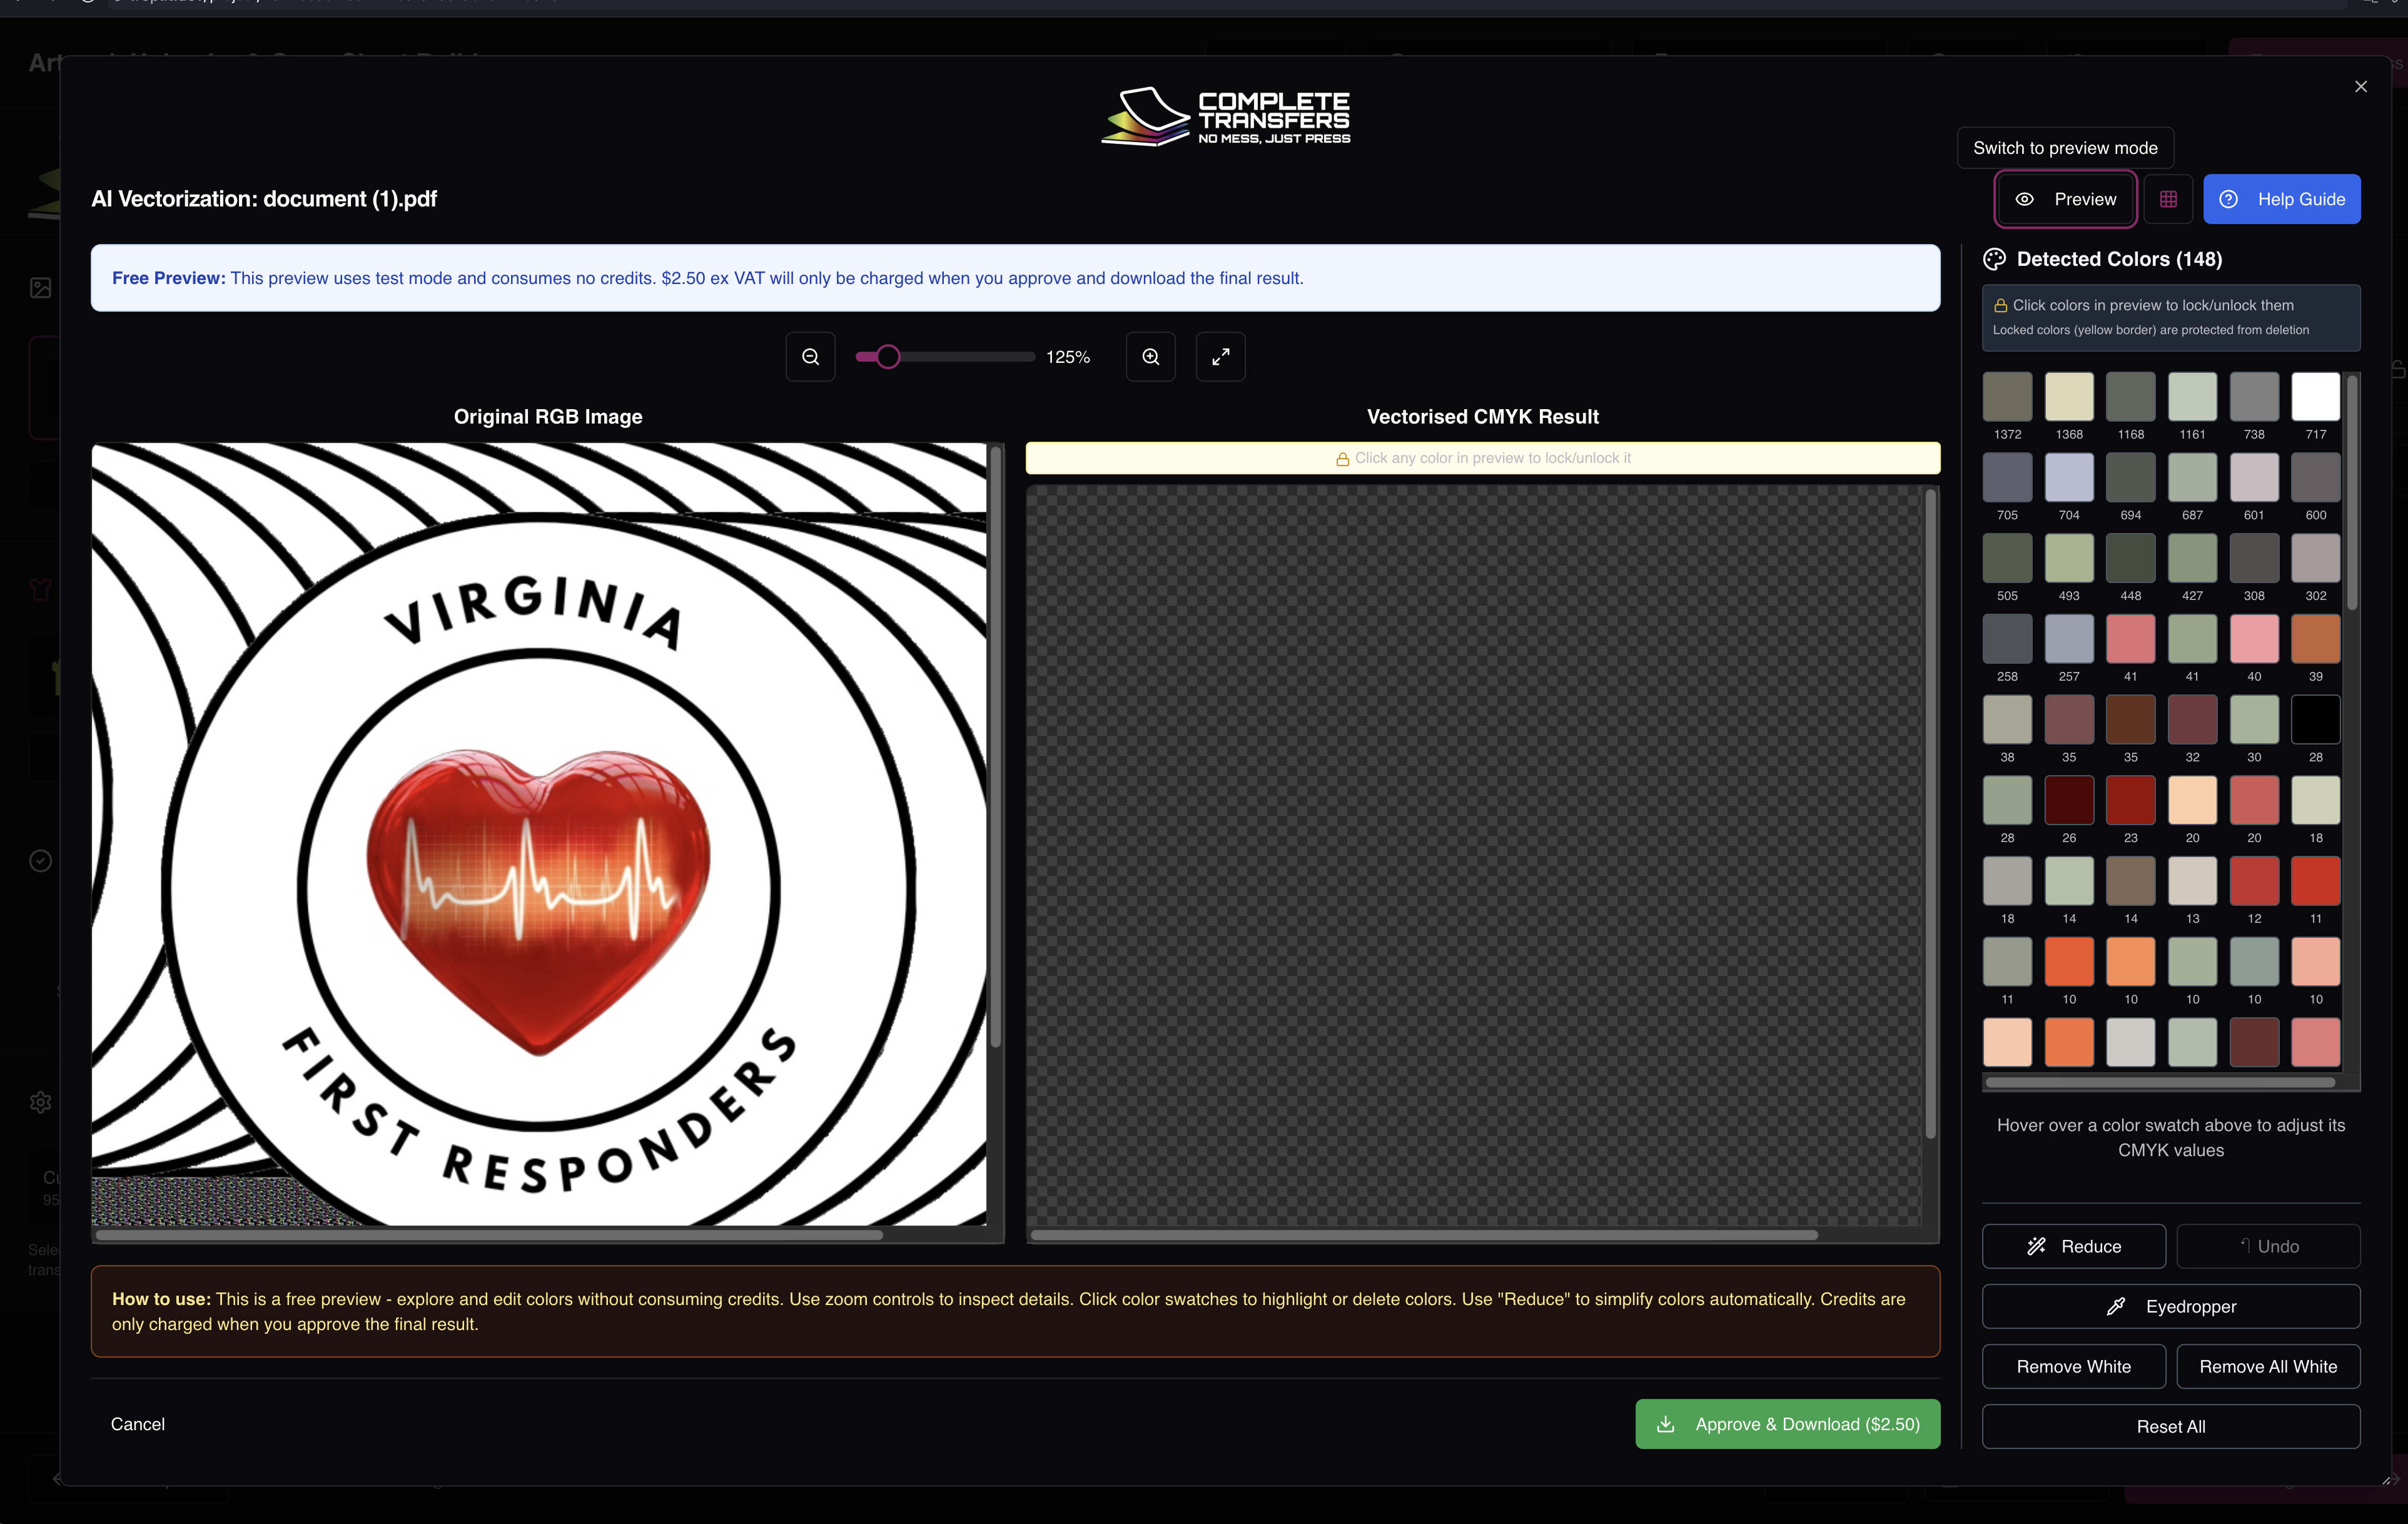 COMPLETE
TRANSFERS
NO MESS, JUST PRESS
Switch to preview mode
AI Vectorization: document (1).pdf
Preview
Help Guide
Free Preview: This preview uses test mode and consumes no credits. $2.50 ex VAT will only be charged when you approve and download the final result.
125%
Original RGB Image
Vectorised CMYK Result
Click any color in preview to lock/unlock it
VIRGINIA
FIRST RESPONDERS
How to use: This is a free preview - explore and edit colors without consuming credits. Use zoom controls to inspect details. Click color swatches to highlight or delete colors. Use "Reduce" to simplify colors automatically. Credits are
only charged when you approve the final result.
Cancel
Approve & Download ($2.50)
Detected Colors (148)
Click colors in preview to lock/unlock them
Locked colors (yellow border) are protected from deletion
1372 1368 1168 1161 738 717
705 704 694 687 601 600
505 493 448 427 308 302
258 257 41 41 40 39
38 35 35 32 30 28
28 26 23 20 20 18
18 14 14 13 12 11
11 10 10 10 10 10
Hover over a color swatch above to adjust its
CMYK values
Reduce
Undo
Eyedropper
Remove White
Remove All White
Reset All